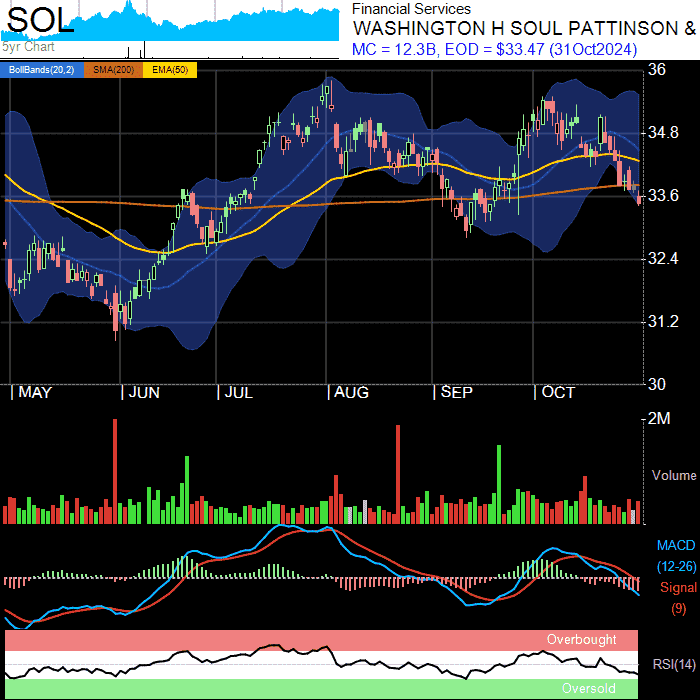 SOL
5yr Chart
Financial Services
WASHINGTON H SOUL PATTINSON &
MC = 12.3B, EOD = $33.47 (31Oct2024)
BollBands(20,2) SMA(200) EMA(50)
36
34.8
33.6
32.4
31.2
30
MAY JUN JUL AUG SEP OCT
2M
Volume
MACD
(12-26)
Signal
(9)
Overbought
RSI(14)
Oversold